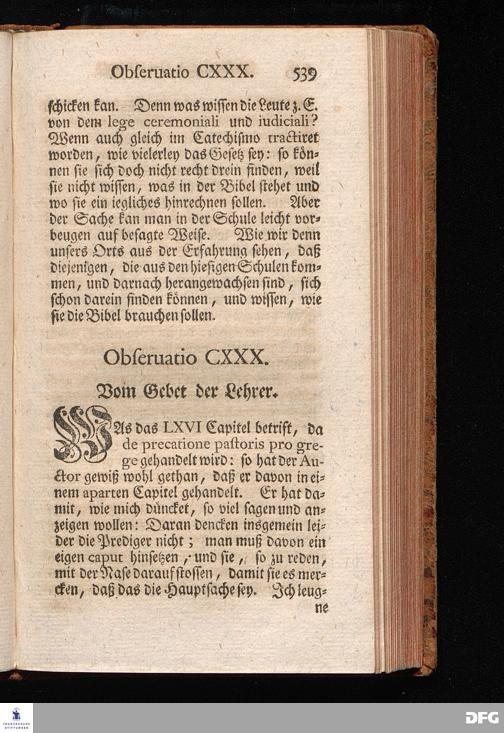 Obſeruatio CXXX. 539
ſchicken kan. Denn was wiſſen die Leute z. E.
von dem lege ceremoniali und iudiciali?
Wenn auch gleich im Catechiſmo tractiret
worden, wie vielerley das Geſetz ſey: ſo kön-
nen ſie ſich doch nicht recht drein finden, weil
ſie nicht wiſſen, was in der Bibel ſtehet und
wo ſie ein iegliches hinrechnen ſollen. Aber
der Sache kan man in der Schule leicht vor-
beugen auf beſagte Weiſe. Wie wir denn
unſers Orts aus der Erfahrung ſehen, daß
diejenigen, die aus den hieſigen Schulen kom-
men, und darnach herangewachſen ſind, ſich
ſchon darein finden können, und wiſſen, wie
ſie die Bibel brauchen ſollen.
Obſeruatio CXXX.
Vom Gebet der Lehrer.
WAs das LXVI Capitel betrift, da
de precatione paſtoris pro gre-
ge gehandelt wird: ſo hat der Au-
ctor gewiß wohl gethan, daß er davon in ei-
nem aparten Capitel gehandelt. Er hat da-
mit, wie mich düncket, ſo viel ſagen und an-
zeigen wollen: Daran dencken insgemein lei-
der die Prediger nicht; man muß davon ein
eigen caput hinſetzen, und ſie, ſo zu reden,
mit der Naſe darauf ſtoſſen, damit ſie es mer-
cken, daß das die Hauptſache ſey. Ich leug-
ne
FRANCKESCHE
STIFTUNGEN
DFG